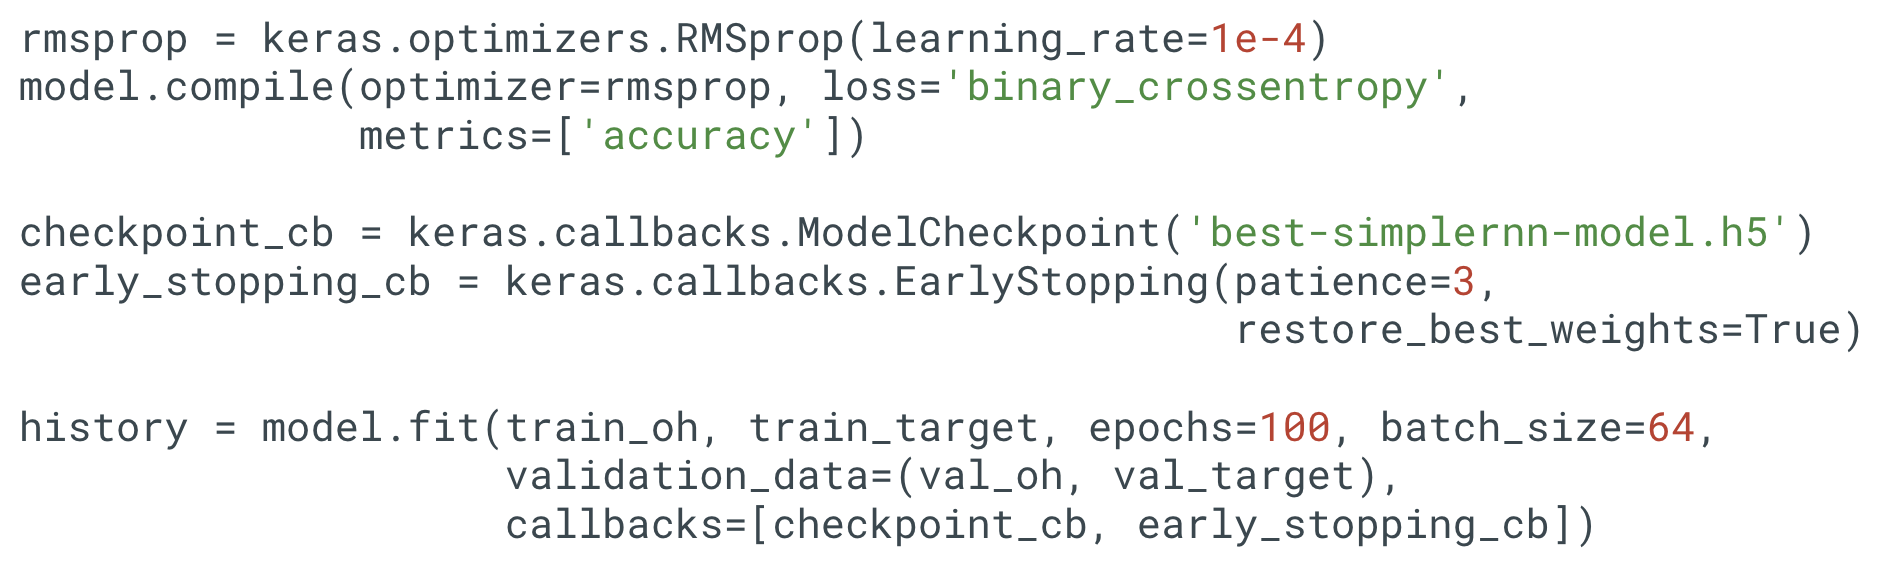 rmsprop = keras.optimizers.RMSprop(learning_rate=1e-4)
model.compile(optimizer=rmsprop, loss='binary_crossentropy',
              metrics=['accuracy'])

checkpoint_cb = keras.callbacks.ModelCheckpoint('best-simplernn-model.h5')
early_stopping_cb = keras.callbacks.EarlyStopping(patience=3,
                                                  restore_best_weights=True)

history = model.fit(train_oh, train_target, epochs=100, batch_size=64,
                    validation_data=(val_oh, val_target),
                    callbacks=[checkpoint_cb, early_stopping_cb])